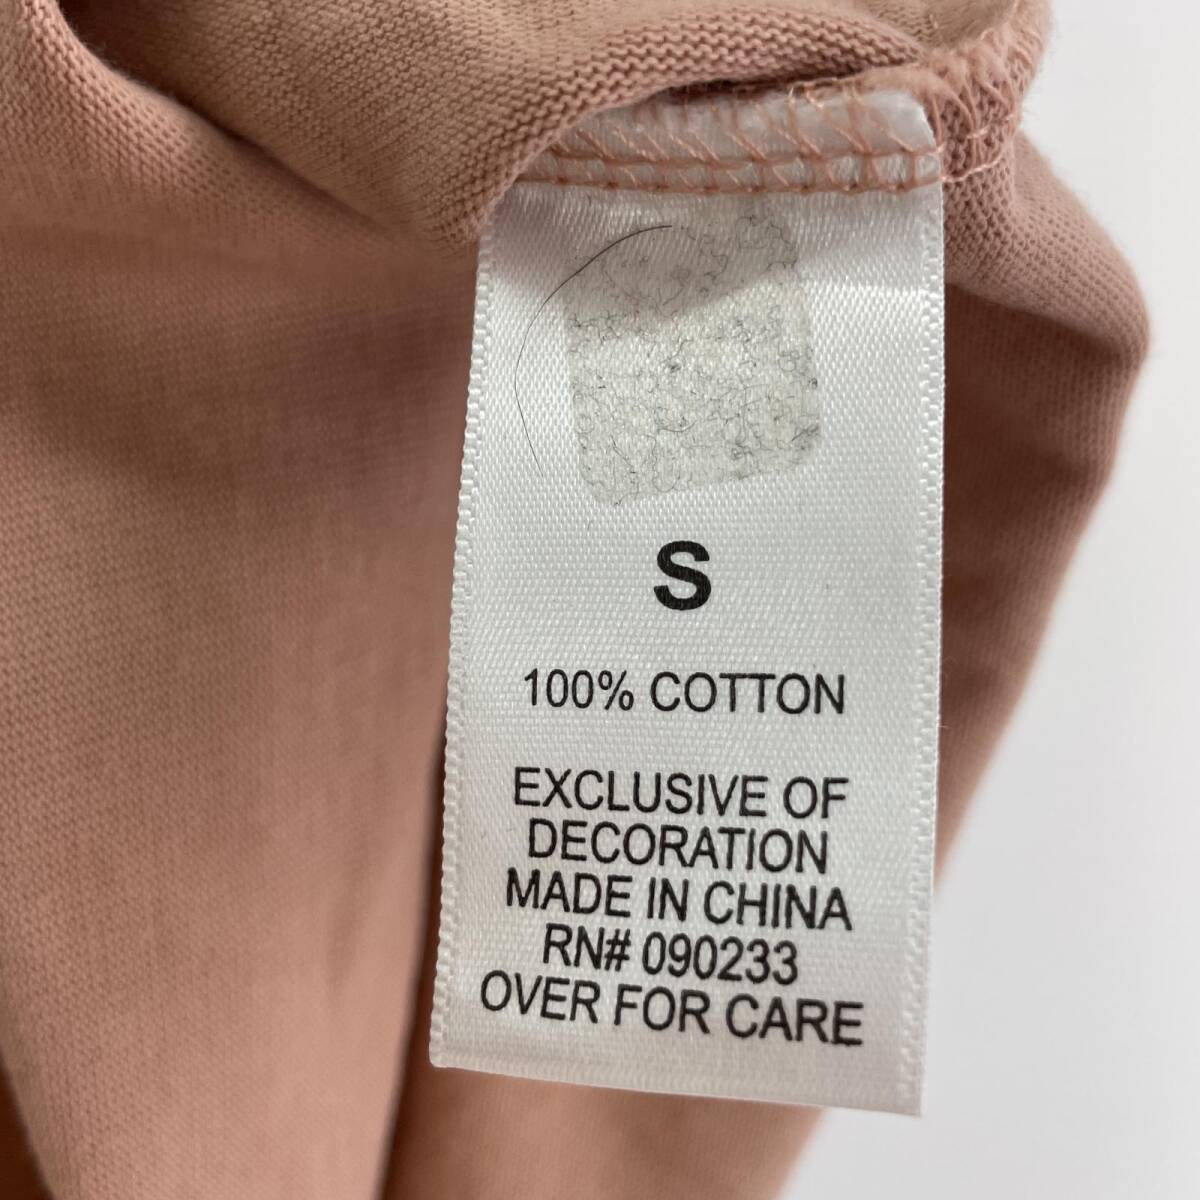 S
100% COTTON
EXCLUSIVE OF
DECORATION
MADE IN CHINA
RN# 090233
OVER FOR CARE